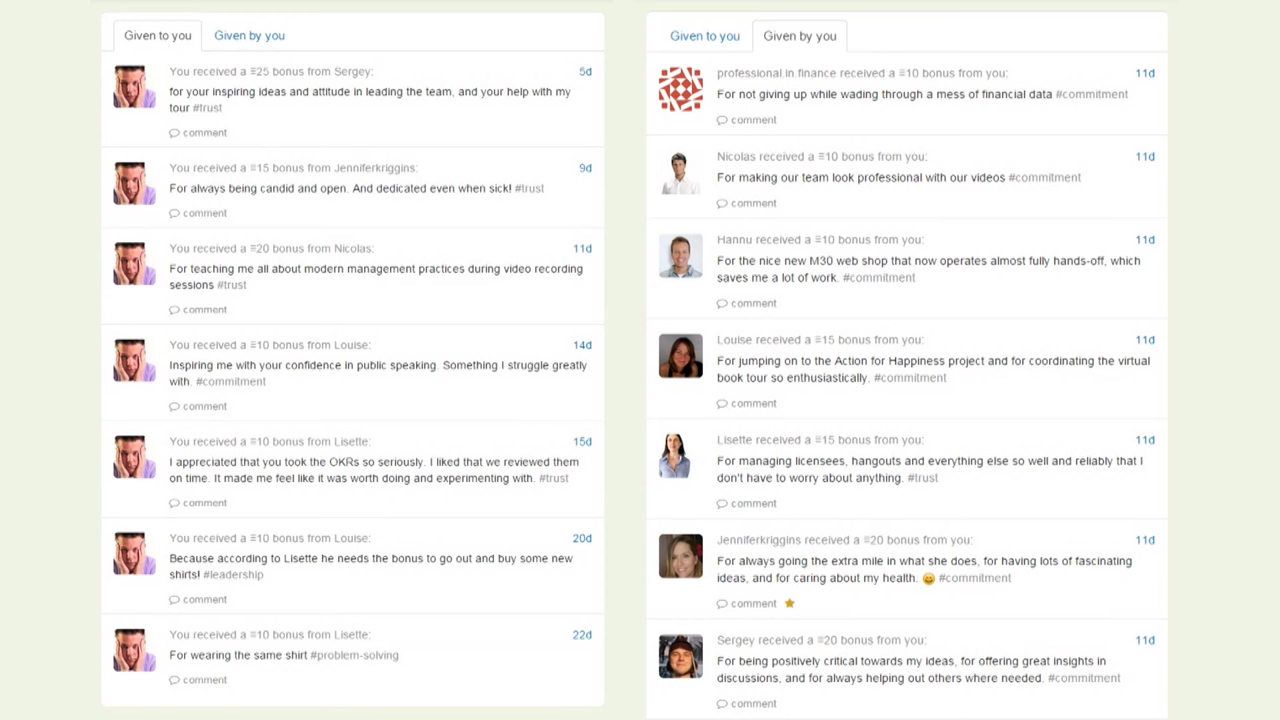 Given to you Given by you
You received a ≡25 bonus from Sergey: 5d
for your inspiring ideas and attitude in leading the team, and your help with my
tour #trust
comment
You received a ≡15 bonus from Jenniferkriggins: 9d
For always being candid and open. And dedicated even when sick! #trust
comment
You received a ≡20 bonus from Nicolas: 11d
For teaching me all about modern management practices during video recording
sessions #trust
comment
You received a ≡10 bonus from Louise: 14d
Inspiring me with your confidence in public speaking. Something I struggle greatly
with. #commitment
comment
You received a ≡10 bonus from Lisette: 15d
I appreciated that you took the OKRs so seriously. I liked that we reviewed them
on time. It made me feel like it was worth doing and experimenting with. #trust
comment
You received a ≡10 bonus from Louise: 20d
Because according to Lisette he needs the bonus to go out and buy some new
shirts! #leadership
comment
You received a ≡10 bonus from Lisette: 22d
For wearing the same shirt #problem-solving
comment
Given to you Given by you
professional.in.finance received a ≡10 bonus from you: 11d
For not giving up while wading through a mess of financial data #commitment
comment
Nicolas received a ≡10 bonus from you: 11d
For making our team look professional with our videos #commitment
comment
Hannu received a ≡10 bonus from you: 11d
For the nice new M30 web shop that now operates almost fully hands-off, which
saves me a lot of work. #commitment
comment
Louise received a ≡15 bonus from you: 11d
For jumping on to the Action for Happiness project and for coordinating the virtual
book tour so enthusiastically. #commitment
comment
Lisette received a ≡15 bonus from you: 11d
For managing licensees, hangouts and everything else so well and reliably that I
don't have to worry about anything. #trust
comment
Jenniferkriggins received a ≡20 bonus from you: 11d
For always going the extra mile in what she does, for having lots of fascinating
ideas, and for caring about my health. 😀 #commitment
comment
Sergey received a ≡20 bonus from you: 11d
For being positively critical towards my ideas, for offering great insights in
discussions, and for always helping out others where needed. #commitment
comment